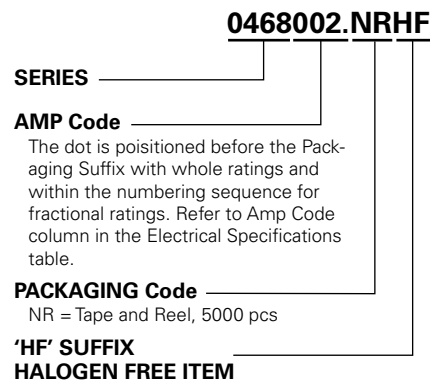 0468002.NRHF
SERIES
AMP Code
The dot is poisitioned before the Pack-
aging Suffix with whole ratings and
within the numbering sequence for
fractional ratings. Refer to Amp Code
column in the Electrical Specifications
table.
PACKAGING Code
NR = Tape and Reel, 5000 pcs
'HF' SUFFIX
HALOGEN FREE ITEM